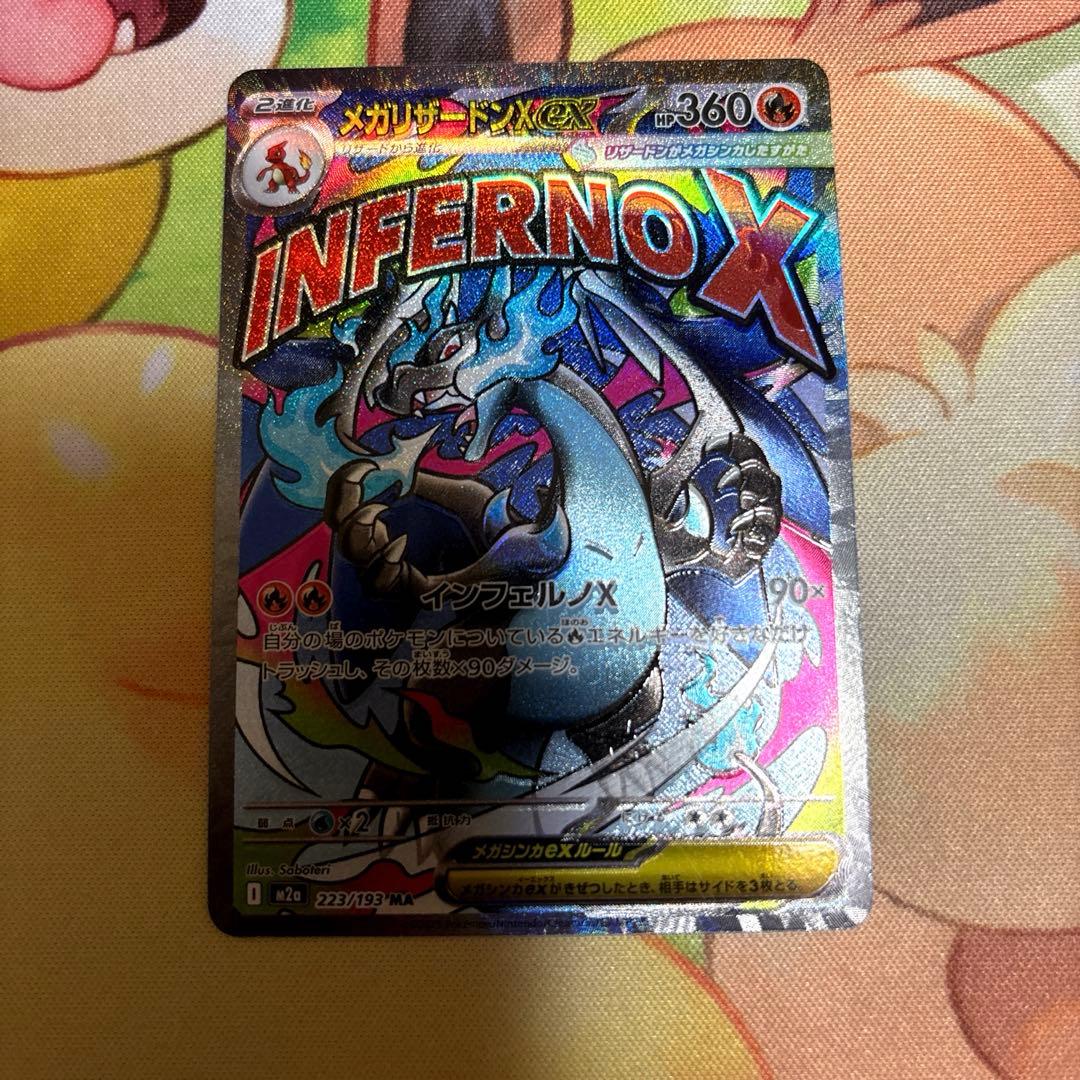 2進化 メガリザードンXex HP360
リザードから進化 リザードンがメガシンカしたすがた
INFERNO X
インフェルノX 90×
自分の場のポケモンについているエネルギーを好きなだけ
トラッシュし、その枚数×90ダメージ。
弱点 ×2 抵抗力 にげる
メガシンカexルール
メガシンカexがきぜつしたとき、相手はサイドを3枚とる。
Illus. Saboteri
I M2a 223/193 MA